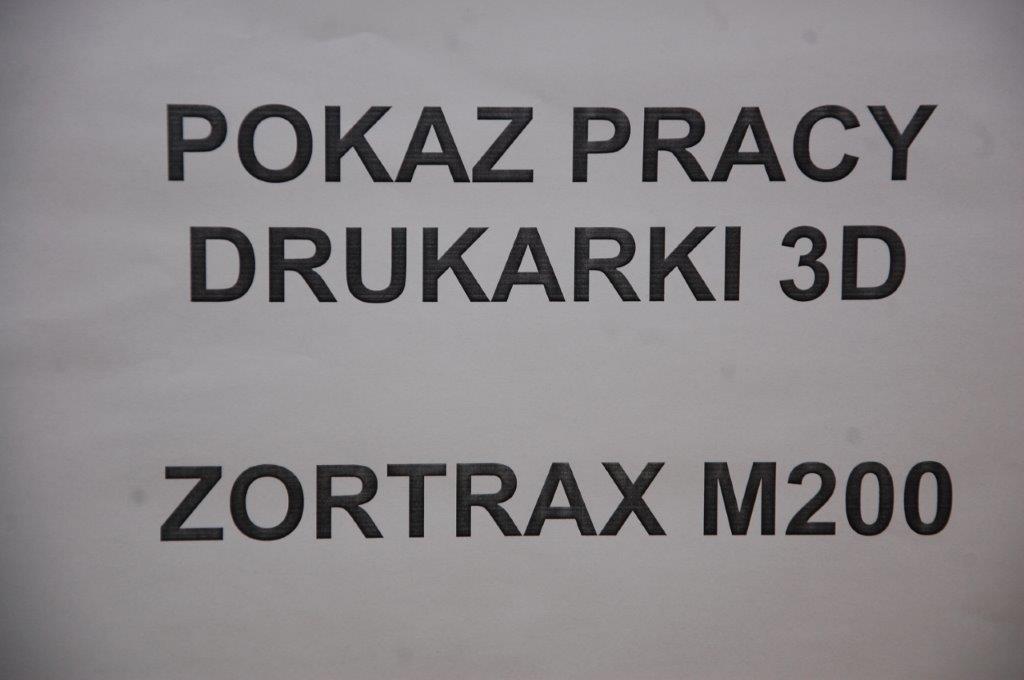 POKAZ PRACY
DRUKARKI 3D
ZORTRAX M200